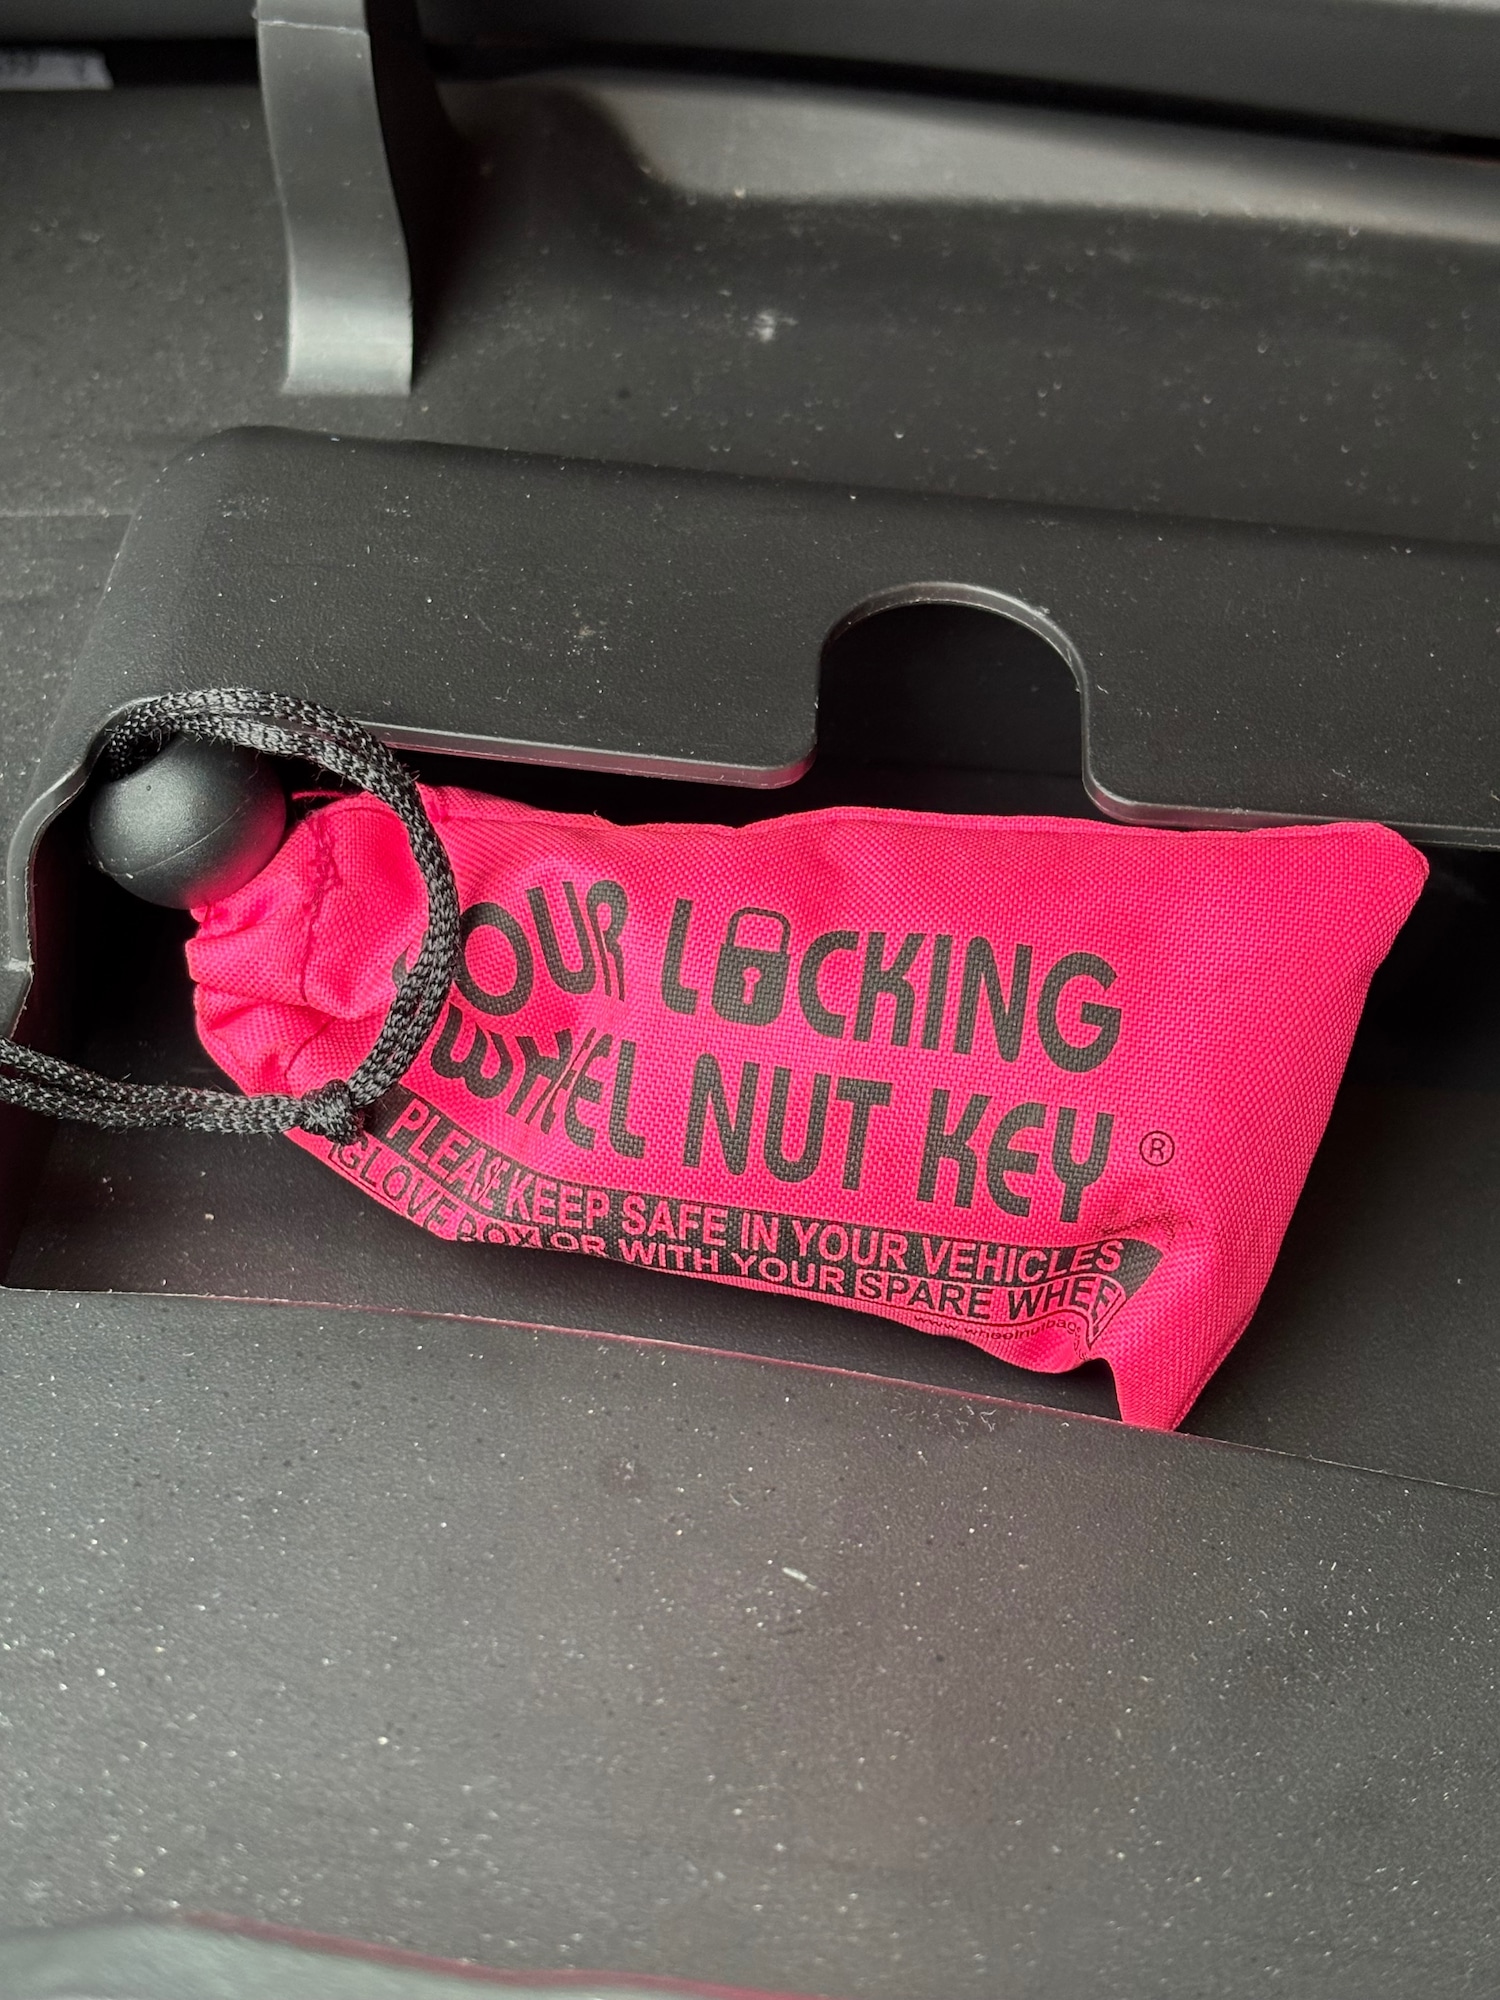 YOUR LOCKING
WHEEL NUT KEY ®
PLEASE KEEP SAFE IN YOUR VEHICLES
GLOVE BOX OR WITH YOUR SPARE WHEEL